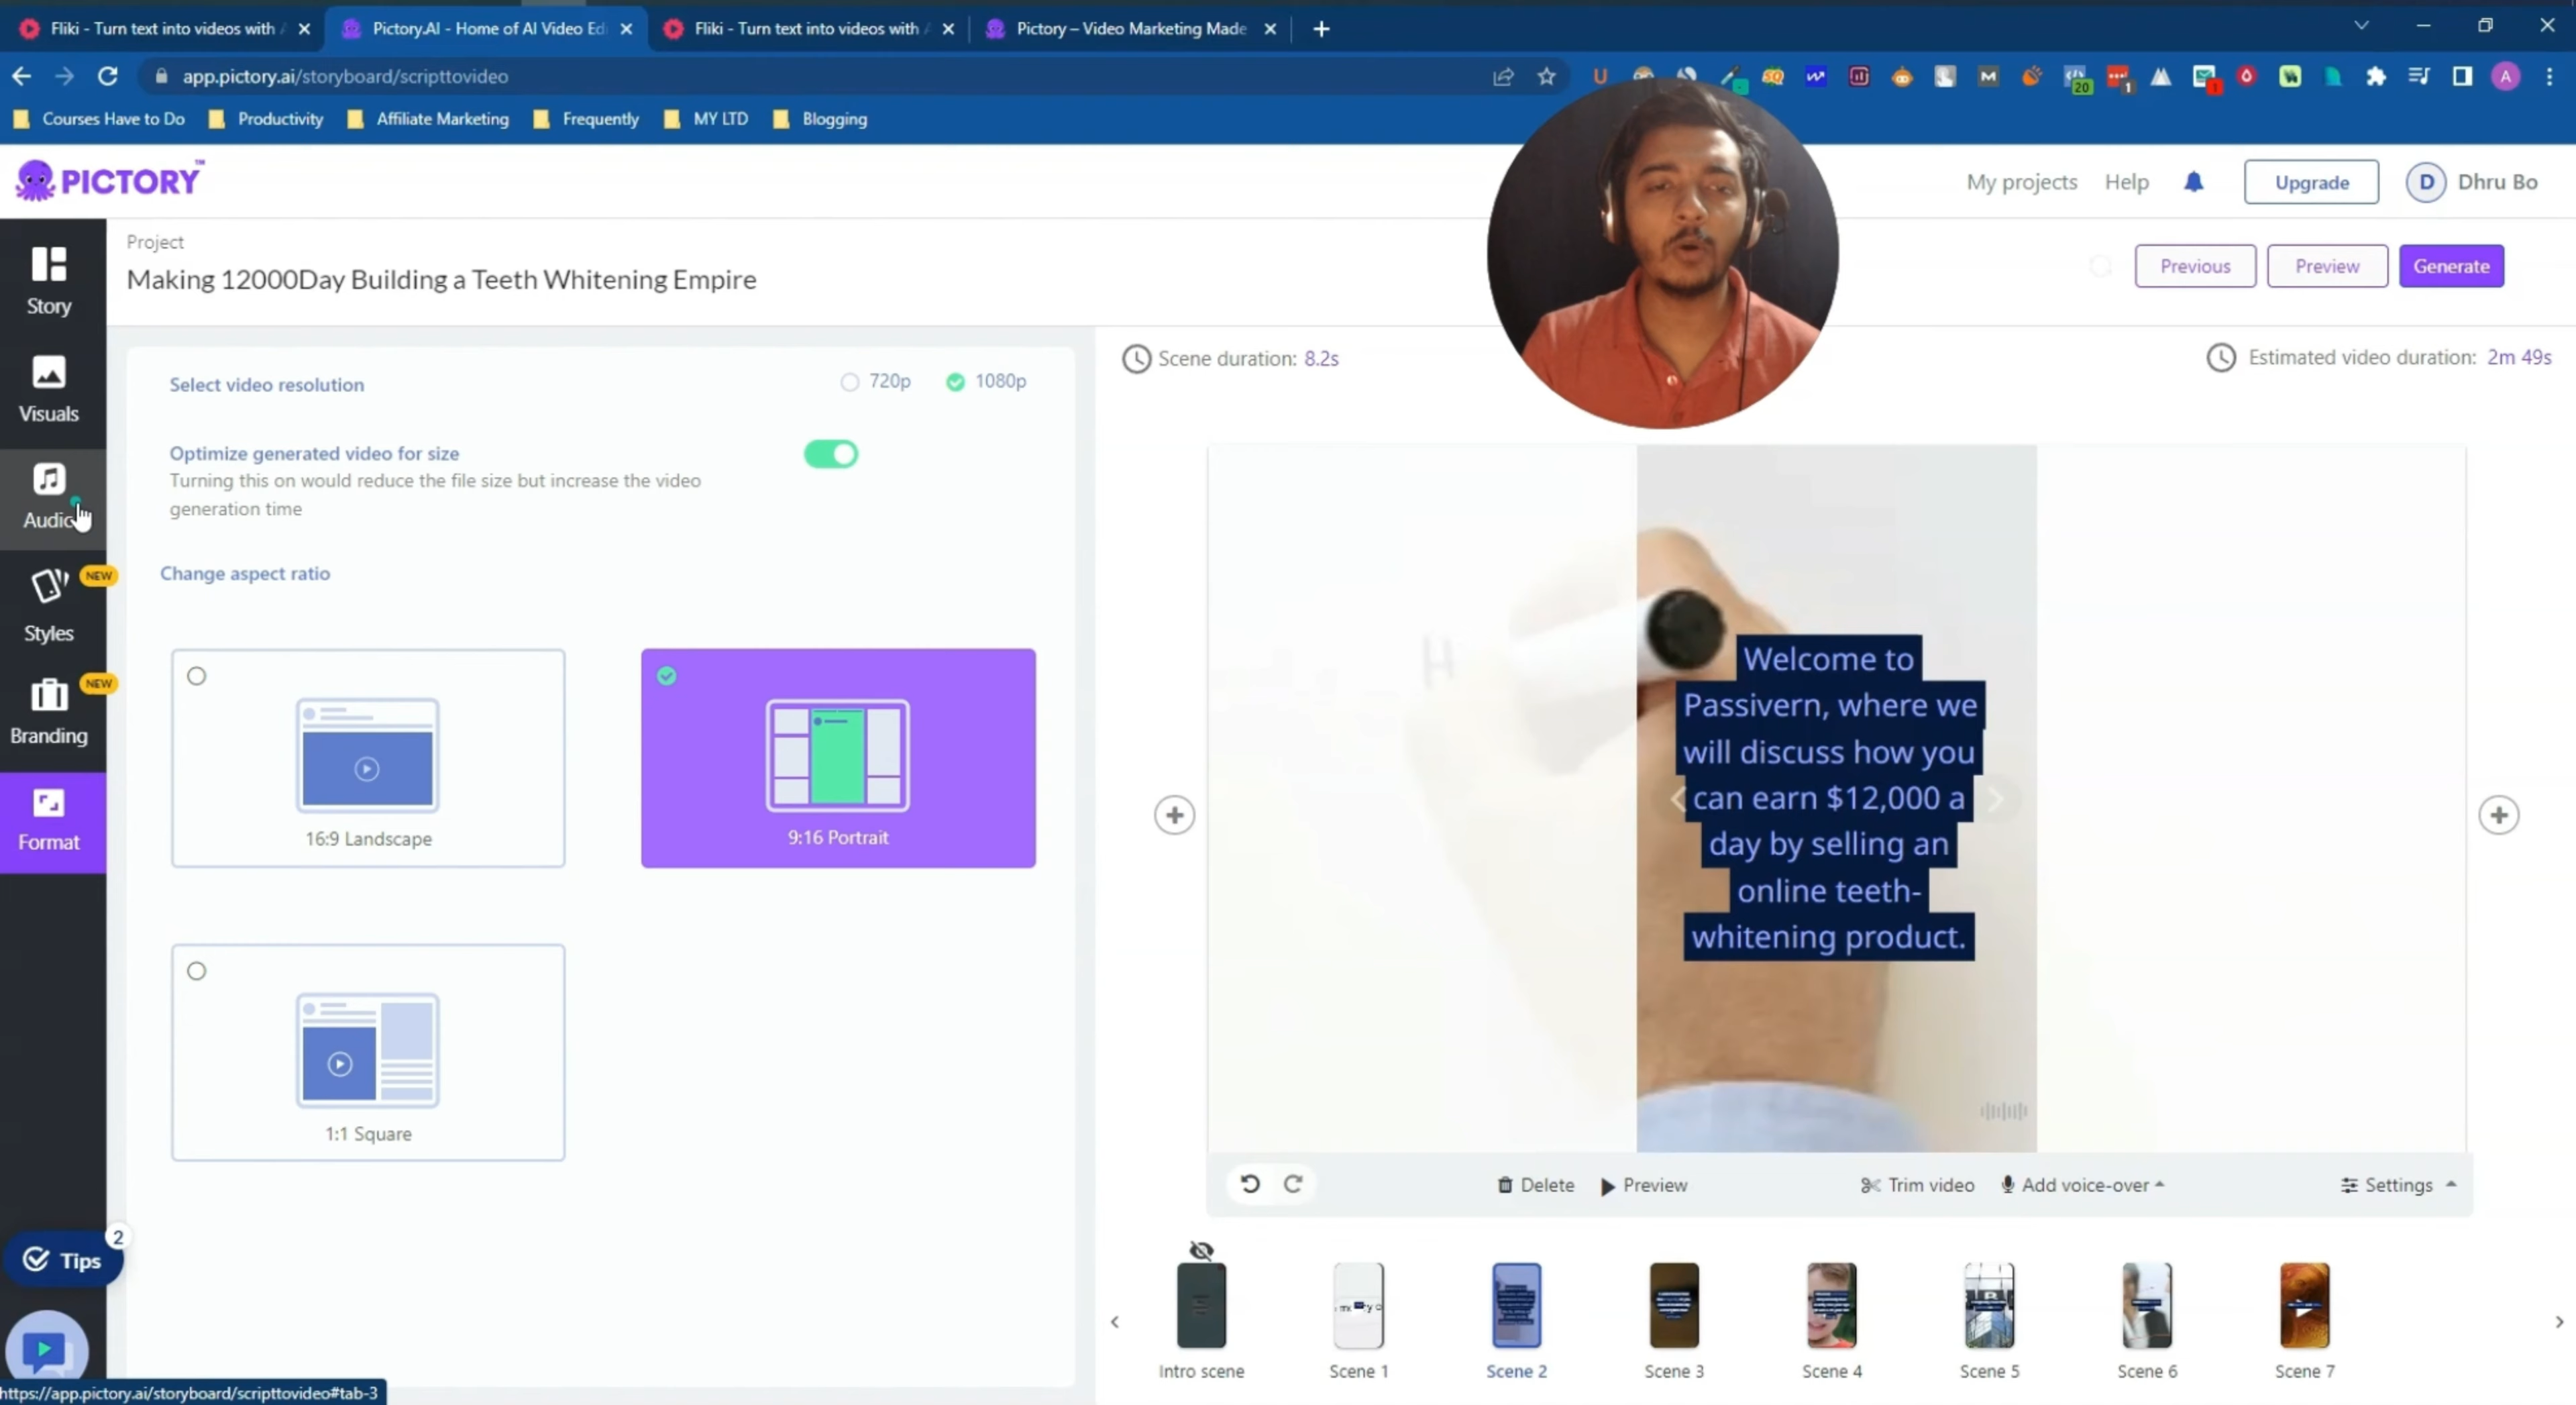 Fliki - Turn text into videos with A
Pictory.AI - Home of AI Video Edi
Fliki - Turn text into videos with A
Pictory – Video Marketing Made
app.pictory.ai/storyboard/scripttovideo
Courses Have to Do
Productivity
Affiliate Marketing
Frequently
MY LTD
Blogging
PICTORY™
My projects
Help
Upgrade
D
Dhru Bo
Story
Visuals
Audio
Styles
NEW
Branding
NEW
Format
Tips
2
Project
Making 12000Day Building a Teeth Whitening Empire
Previous
Preview
Generate
Select video resolution
720p
1080p
Optimize generated video for size
Turning this on would reduce the file size but increase the video
generation time
Change aspect ratio
16:9 Landscape
9:16 Portrait
1:1 Square
Scene duration: 8.2s
Estimated video duration: 2m 49s
Welcome to
Passivern, where we
will discuss how you
can earn $12,000 a
day by selling an
online teeth-
whitening product.
Delete
Preview
Trim video
Add voice-over
Settings
Intro scene
Scene 1
Scene 2
Scene 3
Scene 4
Scene 5
Scene 6
Scene 7
https://app.pictory.ai/storyboard/scripttovideo#tab-3